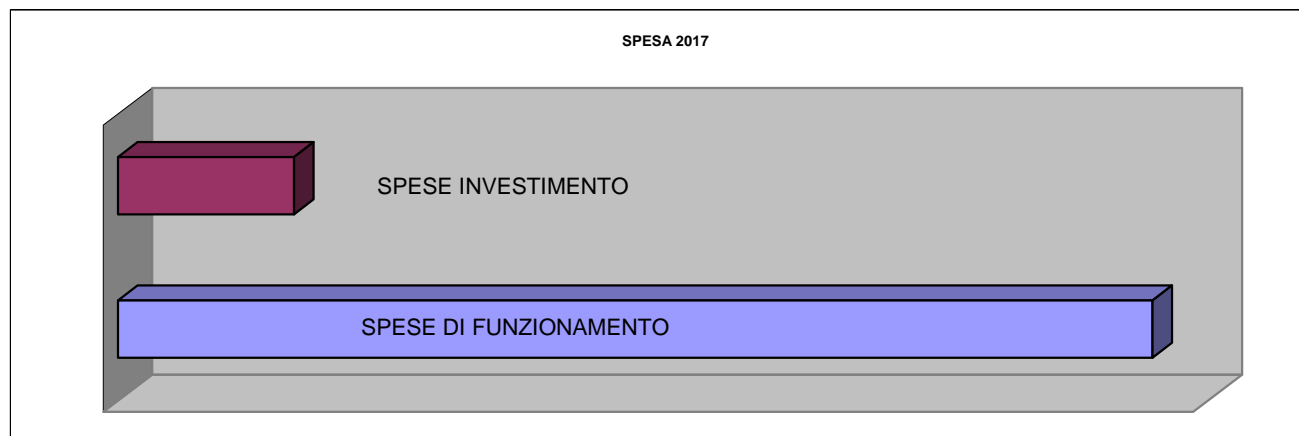 SPESA 2017
SPESE INVESTIMENTO
SPESE DI FUNZIONAMENTO